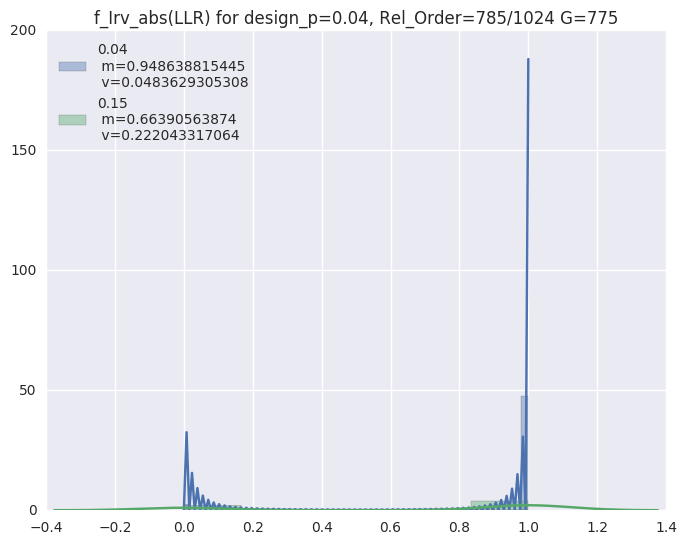 f_Irv_abs(LLR) for design_p=0.04, Rel_Order=785/1024 G=775
200
150
100
50
0
0.04
m=0.948638815445
v=0.0483629305308
0.15
m=0.66390563874
v=0.222043317064
−0.4 −0.2 0.0 0.2 0.4 0.6 0.8 1.0 1.2 1.4